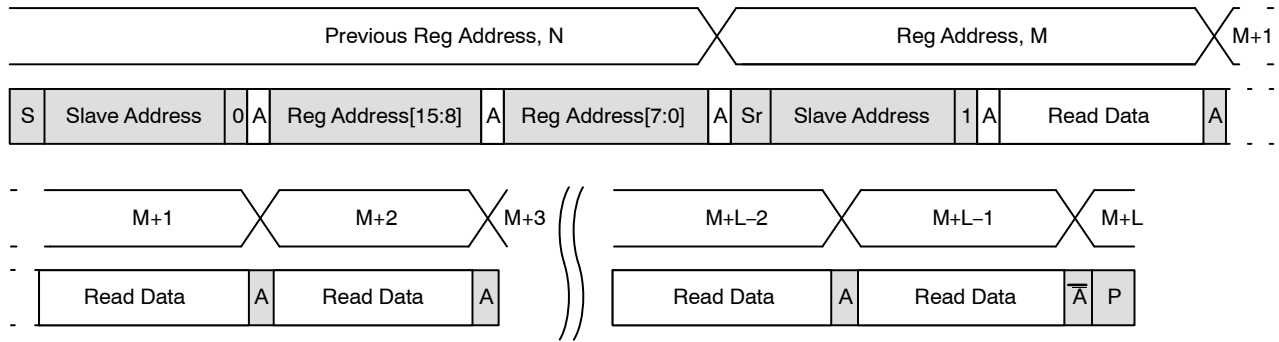 Previous Reg Address, N Reg Address, M M+1
S Slave Address 0 A Reg Address[15:8] A Reg Address[7:0] A Sr Slave Address 1 A Read Data A
M+1 M+2 M+3 M+L−2 M+L−1 M+L
Read Data A Read Data A Read Data A Read Data A̅ P